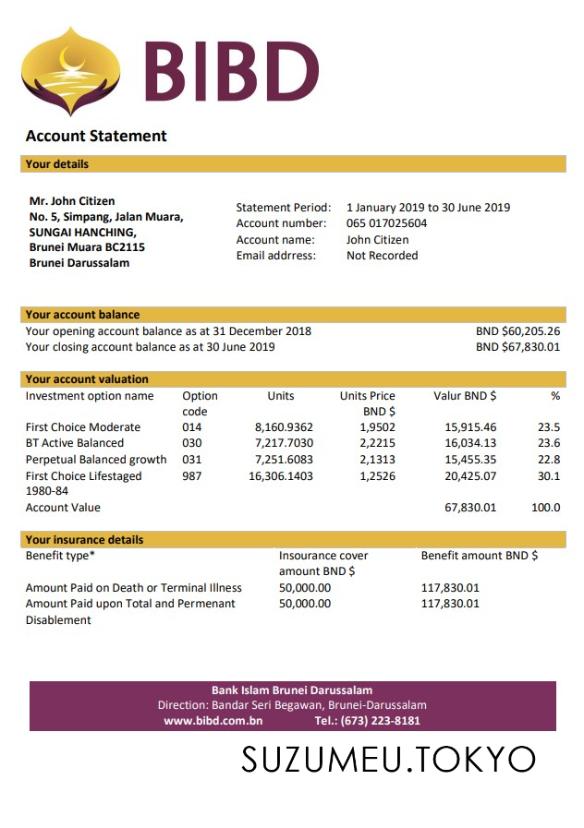 BIBD
Account Statement
Your details
Mr. John Citizen
No. 5, Simpang, Jalan Muara,
SUNGAI HANCHING,
Brunei Muara BC2115
Brunei Darussalam
Statement Period: 1 January 2019 to 30 June 2019
Account number: 065 017025604
Account name: John Citizen
Email addrress: Not Recorded
Your account balance
Your opening account balance as at 31 December 2018 BND $60,205.26
Your closing account balance as at 30 June 2019 BND $67,830.01
Your account valuation
Investment option name Option Units Units Price Valur BND $ %
code BND $
First Choice Moderate 014 8,160.9362 1,9502 15,915.46 23.5
BT Active Balanced 030 7,217.7030 2,2215 16,034.13 23.6
Perpetual Balanced growth 031 7,251.6083 2,1313 15,455.35 22.8
First Choice Lifestaged 987 16,306.1403 1,2526 20,425.07 30.1
1980-84
Account Value 67,830.01 100.0
Your insurance details
Benefit type* Insourance cover Benefit amount BND $
amount BND $
Amount Paid on Death or Terminal Illness 50,000.00 117,830.01
Amount Paid upon Total and Permenant 50,000.00 117,830.01
Disablement
Bank Islam Brunei Darussalam
Direction: Bandar Seri Begawan, Brunei-Darussalam
www.bibd.com.bn Tel.: (673) 223-8181
SUZUMEU.TOKYO